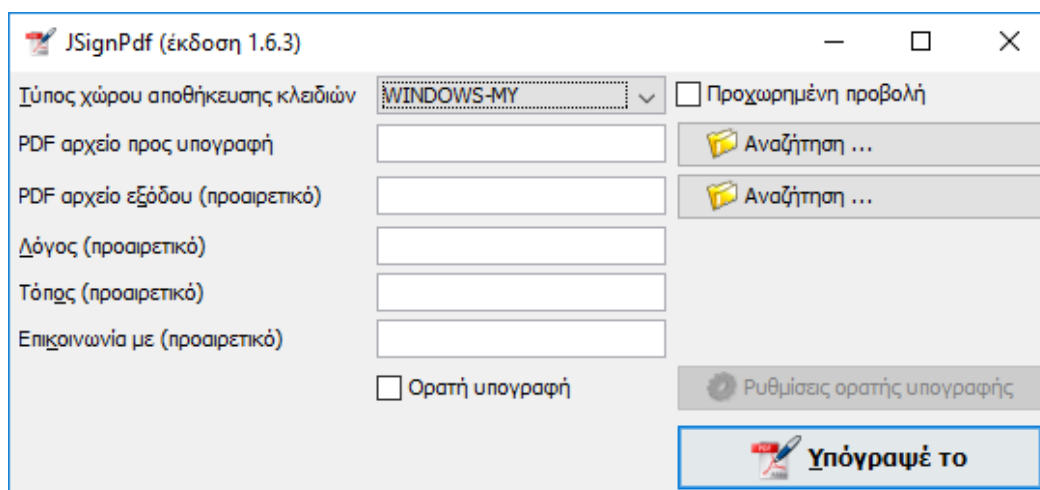 JSignPdf (έκδοση 1.6.3)
Τύπος χώρου αποθήκευσης κλειδιών WINDOWS-MY Προχωρημένη προβολή
PDF αρχείο προς υπογραφή Αναζήτηση ...
PDF αρχείο εξόδου (προαιρετικό) Αναζήτηση ...
Λόγος (προαιρετικό)
Τόπος (προαιρετικό)
Επικοινωνία με (προαιρετικό)
Ορατή υπογραφή Ρυθμίσεις ορατής υπογραφής
Υπόγραψέ το